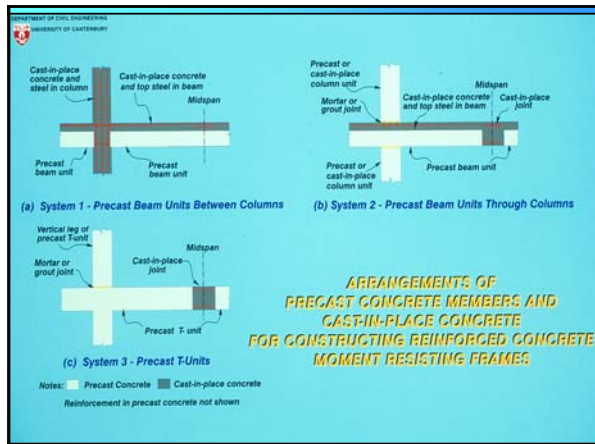 DEPARTMENT OF CIVIL ENGINEERING
UNIVERSITY OF CANTERBURY
Cast-in-place
concrete and
steel in column
Cast-in-place concrete
and top steel in beam
Midspan
Precast
beam unit
Precast
beam unit
(a) System 1 - Precast Beam Units Between Columns
Precast or
cast-in-place
column unit
Mortar or
grout joint
Cast-in-place concrete
and top steel in beam
Midspan
Cast-in-place
joint
Precast or
cast-in-place
column unit
Precast beam unit
(b) System 2 - Precast Beam Units Through Columns
Vertical leg of
precast T-unit
Mortar or
grout joint
Cast-in-place
joint
Midspan
Precast T- unit
(c) System 3 - Precast T-Units
Notes: Precast Concrete Cast-in-place concrete
Reinforcement in precast concrete not shown
ARRANGEMENTS OF
PRECAST CONCRETE MEMBERS AND
CAST-IN-PLACE CONCRETE
FOR CONSTRUCTING REINFORCED CONCRETE
MOMENT RESISTING FRAMES